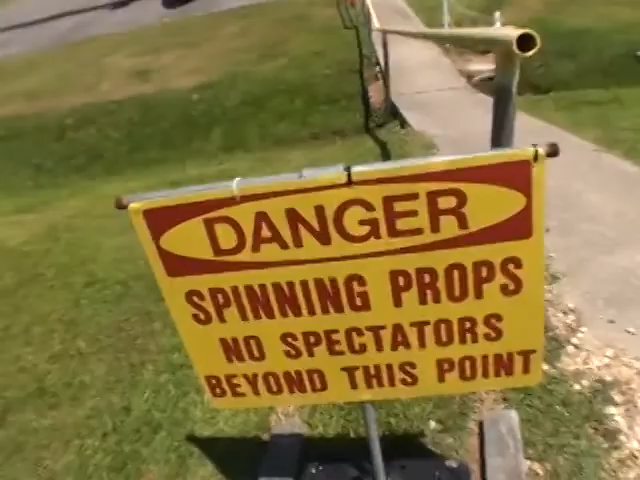 DANGER
SPINNING PROPS
NO SPECTATORS
BEYOND THIS POINT